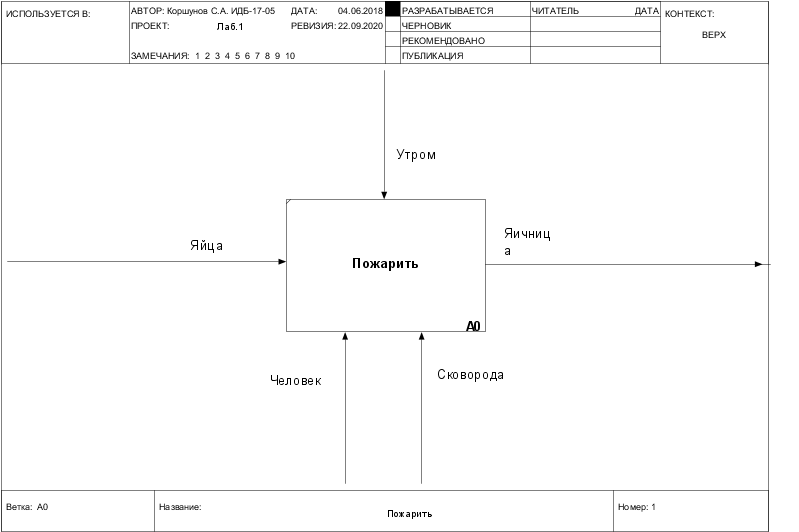 ИСПОЛЬЗУЕТСЯ В:
АВТОР: Коршунов С.А. ИДБ-17-05 ДАТА: 04.06.2018
ПРОЕКТ: Лаб.1 РЕВИЗИЯ: 22.09.2020
ЗАМЕЧАНИЯ: 1 2 3 4 5 6 7 8 9 10
РАЗРАБАТЫВАЕТСЯ
ЧЕРНОВИК
РЕКОМЕНДОВАНО
ПУБЛИКАЦИЯ
ЧИТАТЕЛЬ ДАТА
КОНТЕКСТ:
ВЕРХ
Утром
Яйца
Пожарить
A0
Яичниц
а
Человек
Сковорода
Ветка: A0
Название: Пожарить
Номер: 1